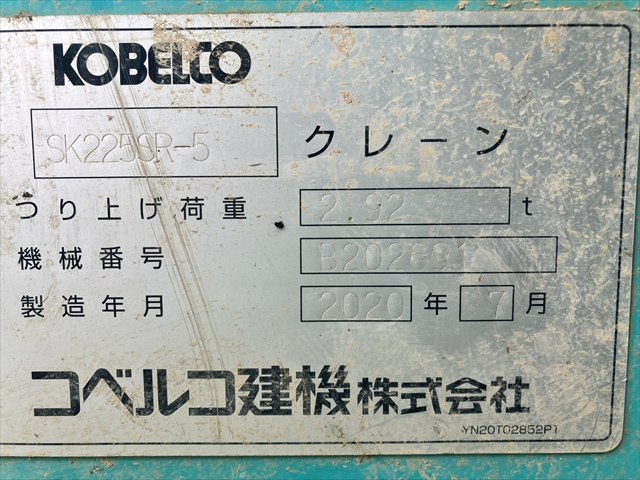 KOBELCO
SK225SR-5 クレーン
つり上げ荷重 2.92 t
機械番号
製造年月 2020 年 7 月
コベルコ建機株式会社
YN20T02852P1